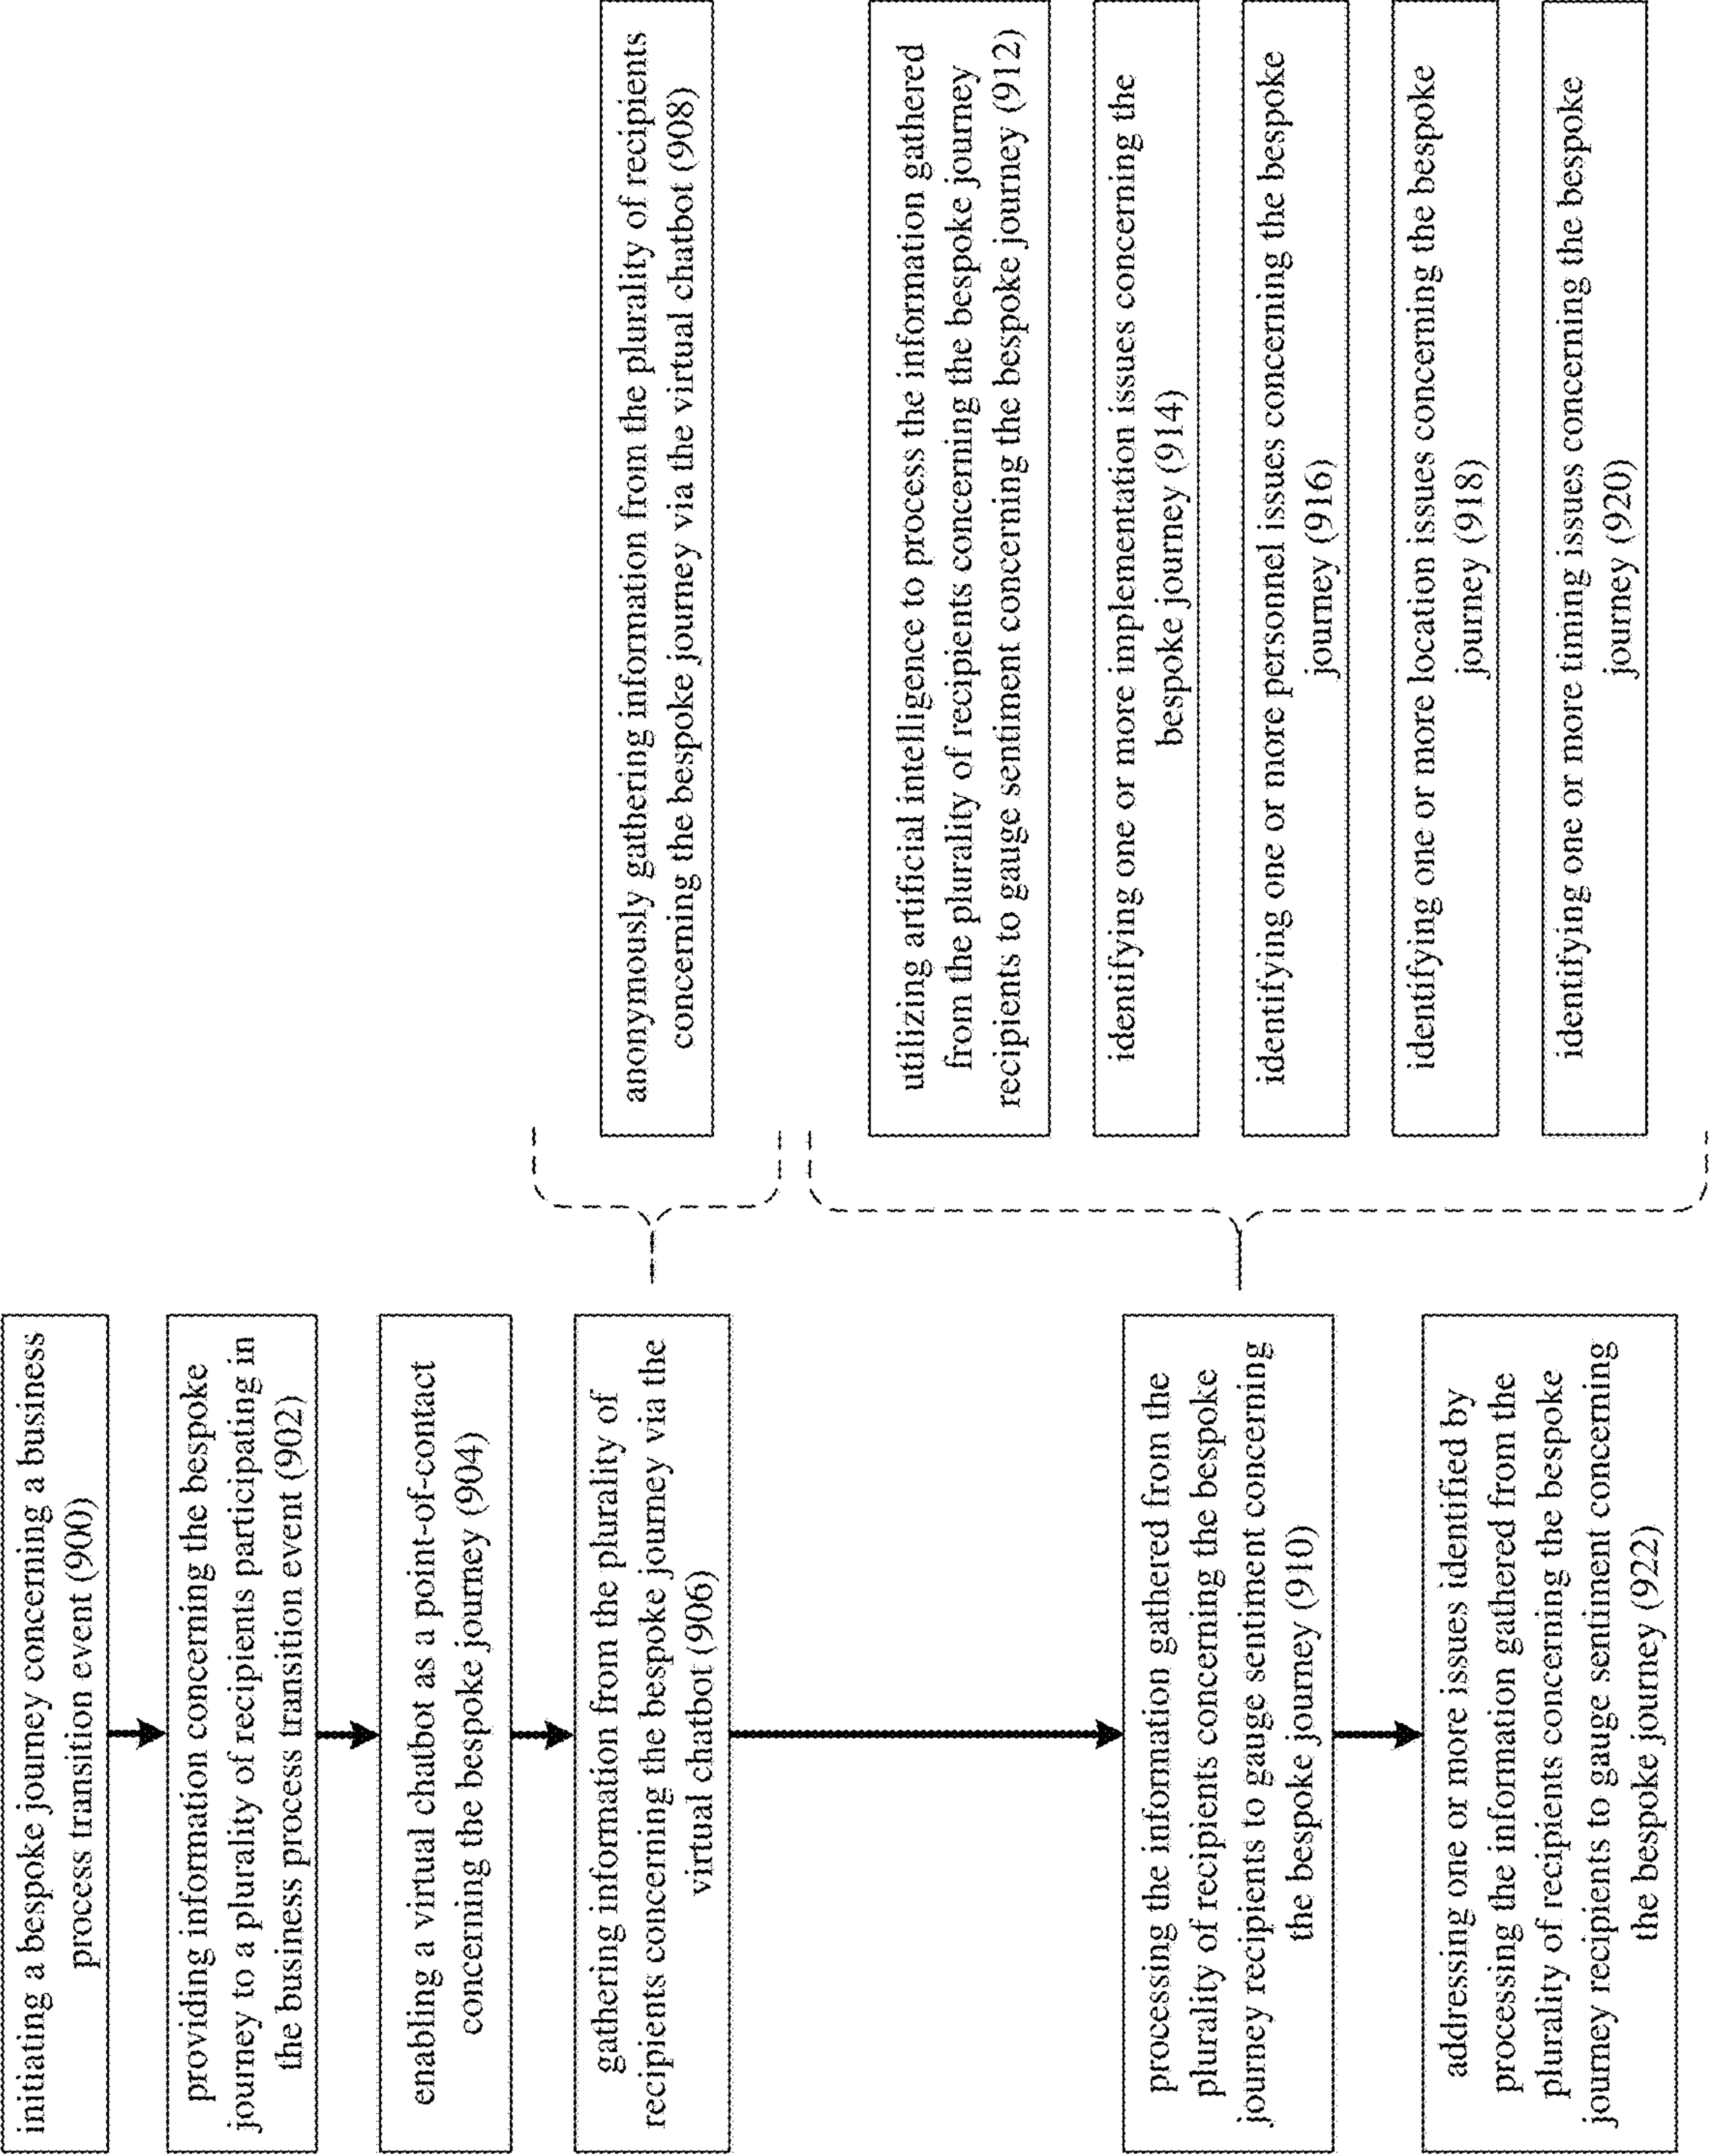 initiating a bespoke journey concerning a business
process transition event (900)
providing information concerning the bespoke
journey to a plurality of recipients participating in
the business process transition event (902)
enabling a virtual chatbot as a point-of-contact
concerning the bespoke journey (904)
gathering information from the plurality of
recipients concerning the bespoke journey via the
virtual chatbot (906)
anonymously gathering information from the plurality of recipients
concerning the bespoke journey via the virtual chatbot (908)
processing the information gathered from the
plurality of recipients concerning the bespoke
journey recipients to gauge sentiment concerning
the bespoke journey (910)
utilizing artificial intelligence to process the information gathered
from the plurality of recipients concerning the bespoke journey
recipients to gauge sentiment concerning the bespoke journey (912)
identifying one or more implementation issues concerning the
bespoke journey (914)
identifying one or more personnel issues concerning the bespoke
journey (916)
identifying one or more location issues concerning the bespoke
journey (918)
identifying one or more timing issues concerning the bespoke
journey (920)
addressing one or more issues identified by
processing the information gathered from the
plurality of recipients concerning the bespoke
journey recipients to gauge sentiment concerning
the bespoke journey (922)